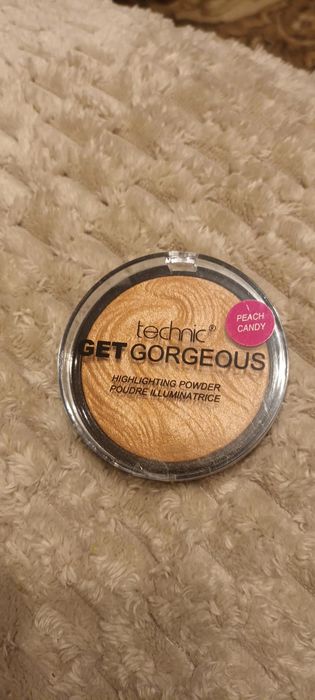 technic®
GET GORGEOUS
HIGHLIGHTING POWDER
POUDRE ILLUMINATRICE
PEACH
CANDY